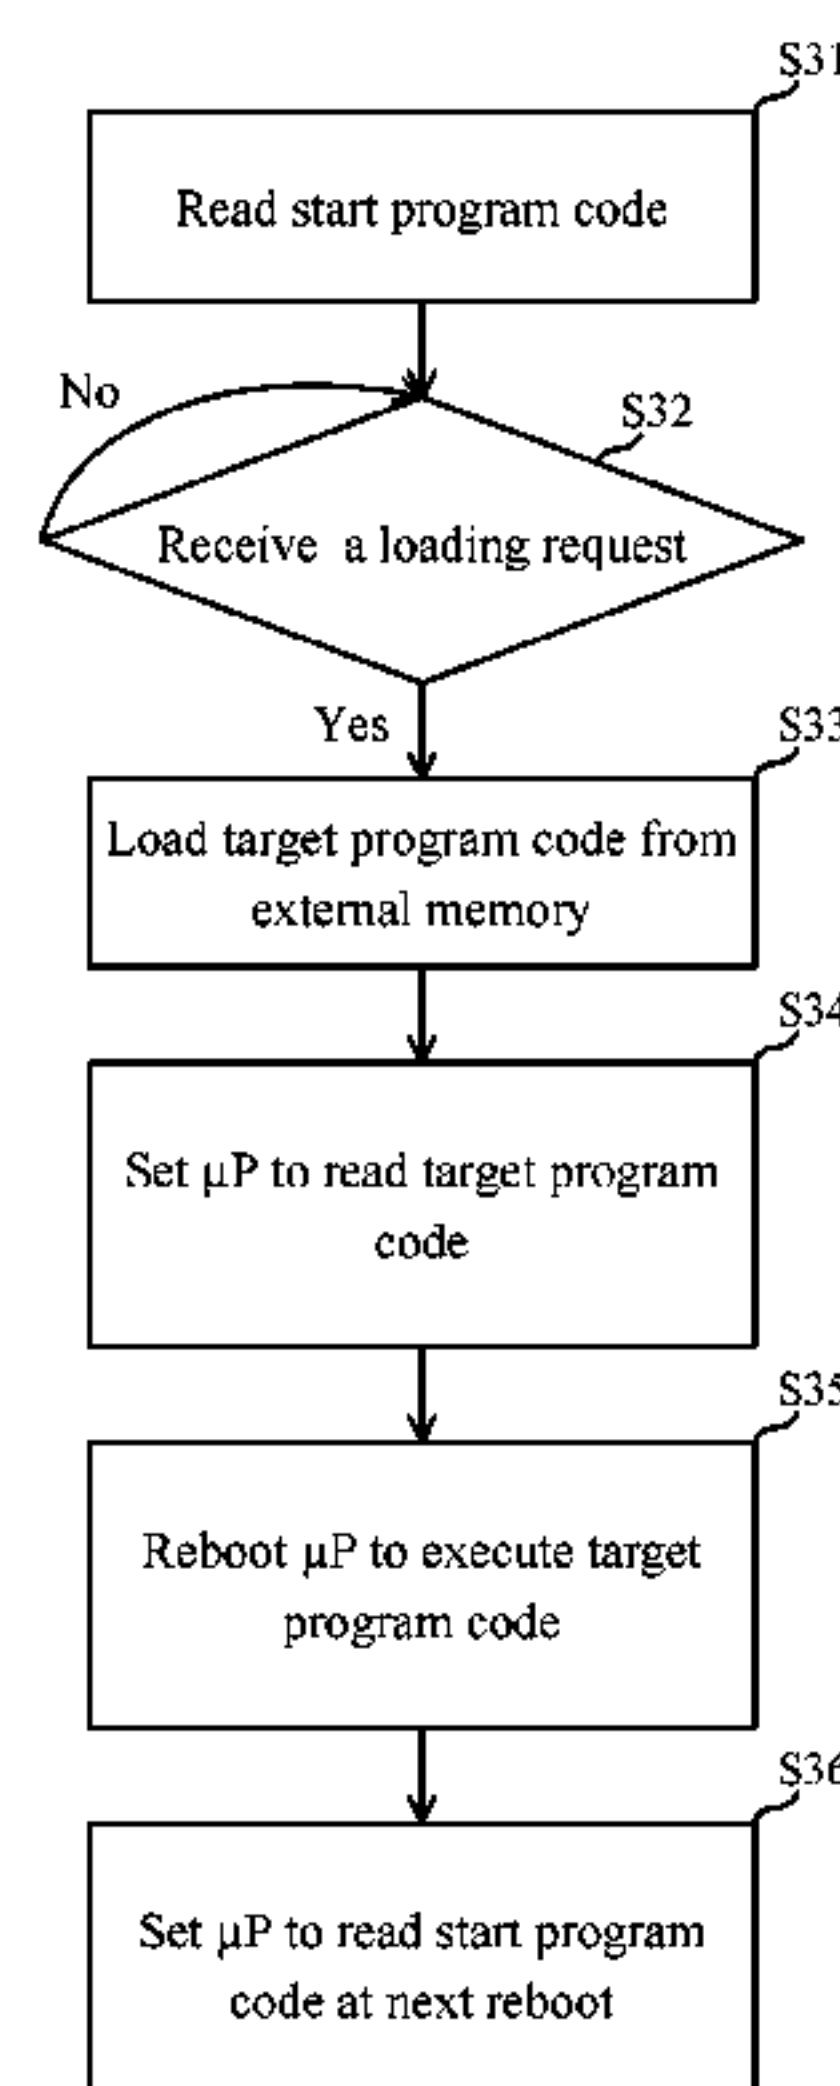 S31
Read start program code
No
S32
Receive a loading request
Yes
S33
Load target program code from
external memory
S34
Set μP to read target program
code
S35
Reboot μP to execute target
program code
S36
Set μP to read start program
code at next reboot